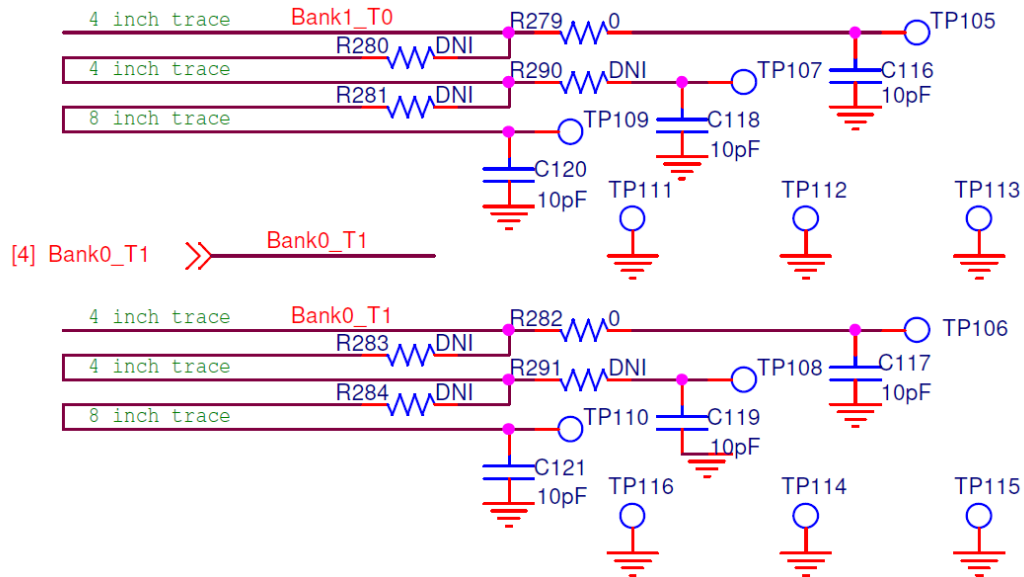 4 inch trace Bank1_T0 R279 0 TP105
R280 DNI
4 inch trace R290 DNI TP107 C116
R281 DNI 10pF
8 inch trace TP109 C118
10pF
C120
10pF TP111 TP112 TP113
[4] Bank0_T1 Bank0_T1
4 inch trace Bank0_T1 R282 0 TP106
R283 DNI
4 inch trace R291 DNI TP108 C117
R284 DNI 10pF
8 inch trace TP110 C119
10pF
C121
10pF TP116 TP114 TP115